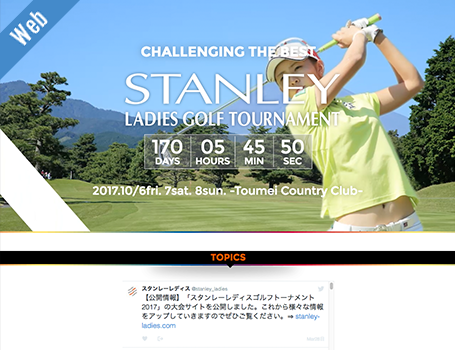 Web
CHALLENGING THE BEST
STANLEY
LADIES GOLF TOURNAMENT
170 05 45 50
DAYS HOURS MIN SEC
2017.10/6fri. 7sat. 8sun. -Toumei Country Club-
TOPICS
スタンレーレディス @stanley_ladies
【公開情報】「スタンレーレディスゴルフトーナメント
2017」の大会サイトを公開しました。これから様々な情報
をアップしていきますのでぜひご覧ください。⇒ stanley-
ladies.com